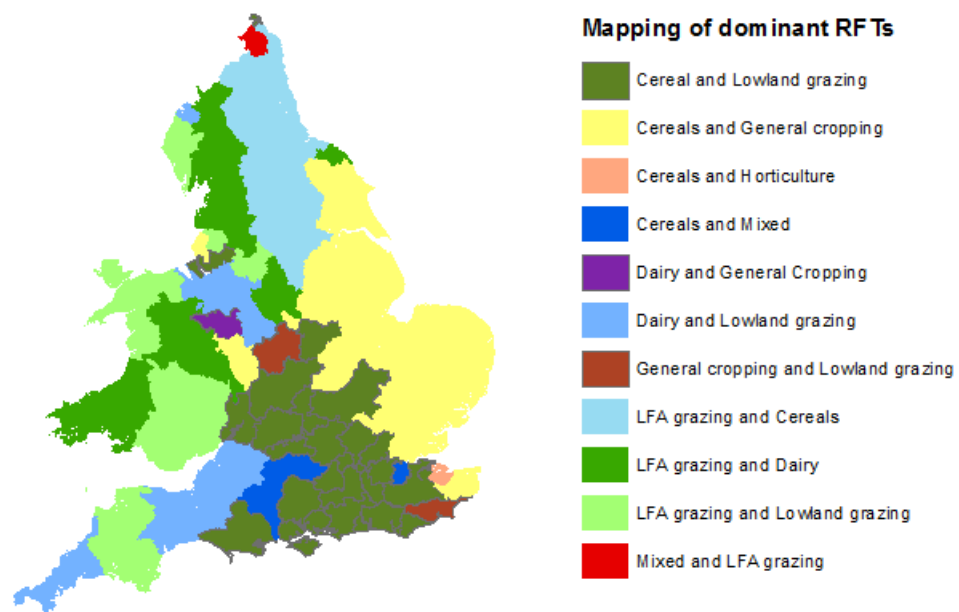 Mapping of dominant RFTs
Cereal and Lowland grazing
Cereals and General cropping
Cereals and Horticulture
Cereals and Mixed
Dairy and General Cropping
Dairy and Lowland grazing
General cropping and Lowland grazing
LFA grazing and Cereals
LFA grazing and Dairy
LFA grazing and Lowland grazing
Mixed and LFA grazing